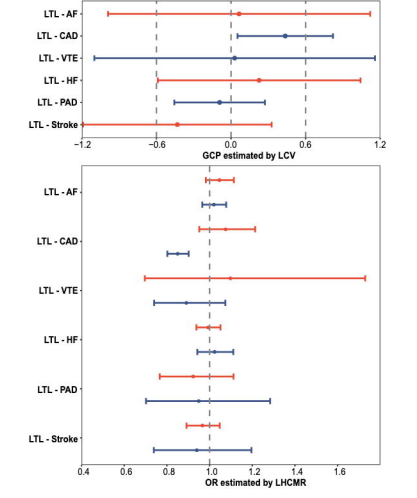 LTL - AF
LTL - CAD
LTL - VTE
LTL - HF
LTL - PAD
LTL - Stroke
−1.2 −0.6 0.0 0.6 1.2
GCP estimated by LCV
LTL - AF
LTL - CAD
LTL - VTE
LTL - HF
LTL - PAD
LTL - Stroke
0.4 0.6 0.8 1.0 1.2 1.4 1.6
OR estimated by LHCMR